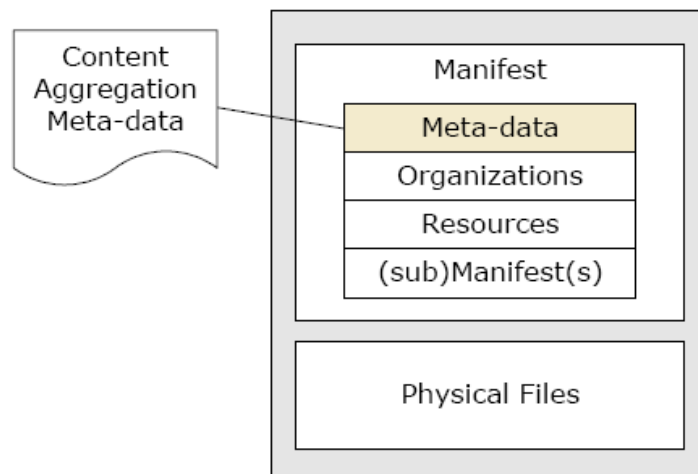 Content
Aggregation
Meta-data
Manifest
Meta-data
Organizations
Resources
(sub)Manifest(s)
Physical Files